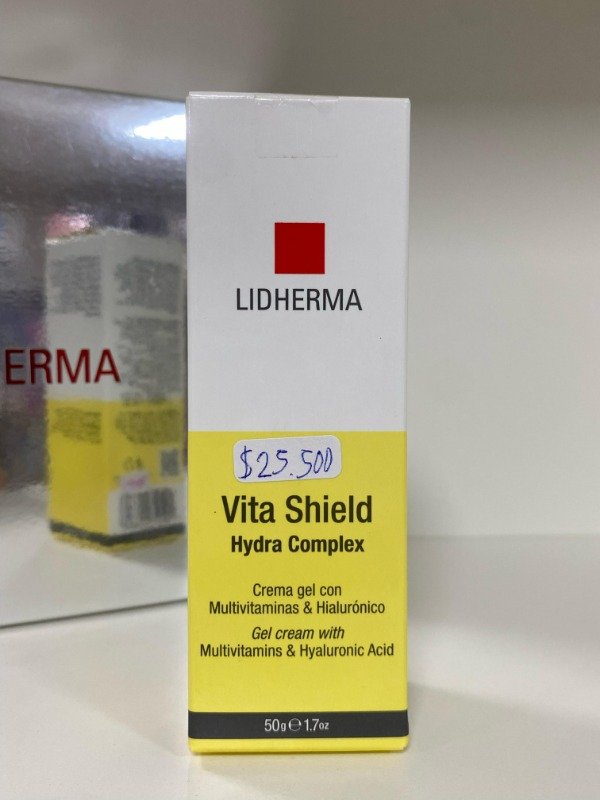 LIDHERMA
ERMA
$25.500
Vita Shield
Hydra Complex
Crema gel con
Multivitaminas & Hialurónico
Gel cream with
Multivitamins & Hyaluronic Acid
50g ℮ 1.7oz